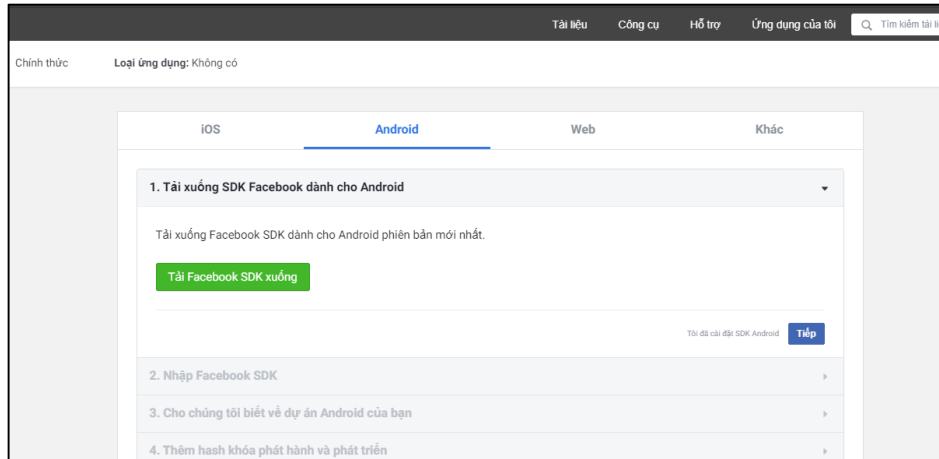 Tài liệu Công cụ Hỗ trợ Ứng dụng của tôi Tìm kiếm tài
Chính thức Loại ứng dụng: Không có
iOS Android Web Khác
1. Tải xuống SDK Facebook dành cho Android
Tải xuống Facebook SDK dành cho Android phiên bản mới nhất.
Tải Facebook SDK xuống
Tôi đã cài đặt SDK Android Tiếp
2. Nhập Facebook SDK
3. Cho chúng tôi biết về dự án Android của bạn
4. Thêm hash khóa phát hành và phát triển